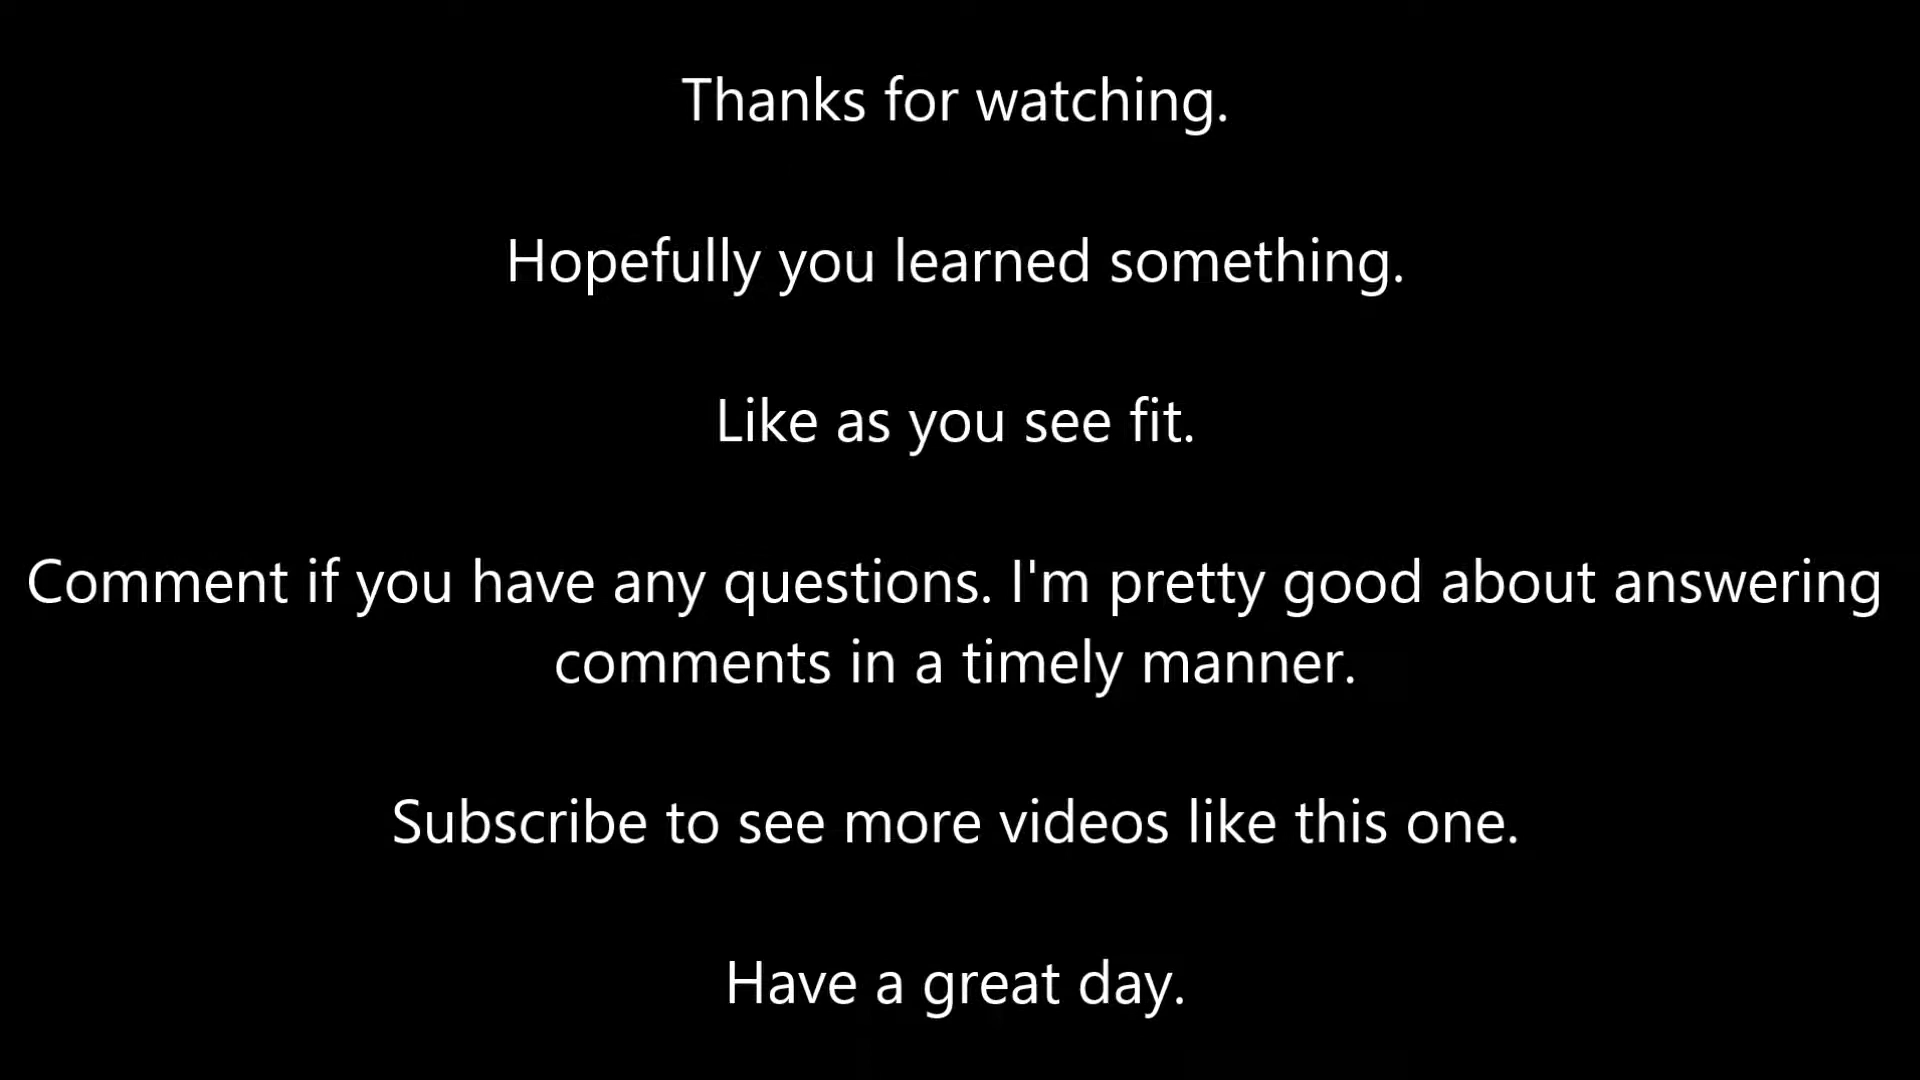 Thanks for watching.
Hopefully you learned something.
Like as you see fit.
Comment if you have any questions. I'm pretty good about answering
comments in a timely manner.
Subscribe to see more videos like this one.
Have a great day.